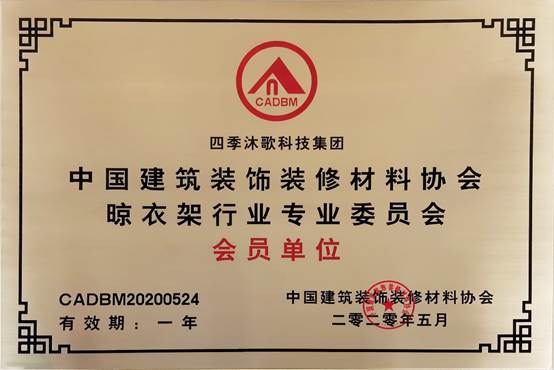 CADBM
四季沐歌科技集团
中国建筑装饰装修材料协会
晾衣架行业专业委员会
会员单位
CADBM20200524
有效期：一年
中国建筑装饰装修材料协会
二零二零年五月